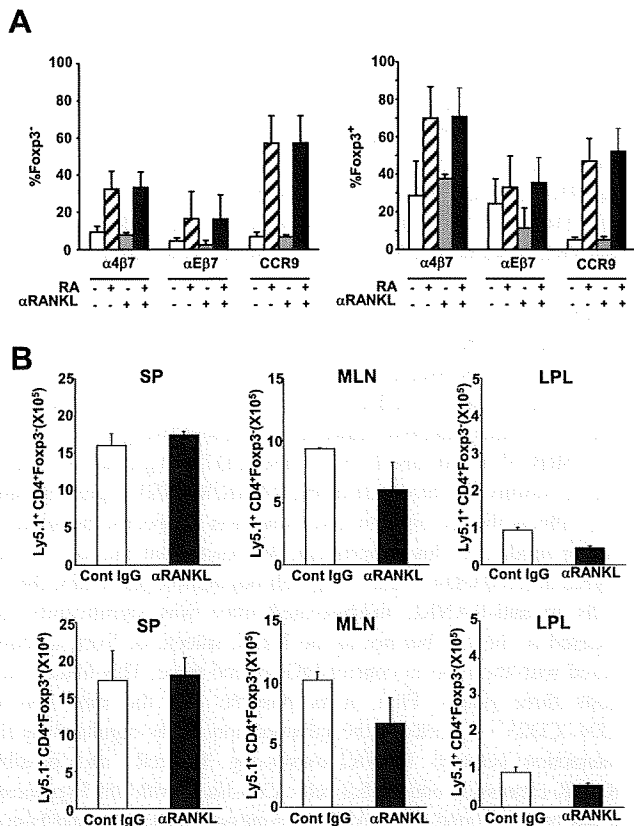 A
%Foxp3⁻
100
80
60
40
20
0
α4β7 αEβ7 CCR9
- + - + - + - + - + - + RA
- - + + - - + + - - + + αRANKL
%Foxp3⁺
100
80
60
40
20
0
α4β7 αEβ7 CCR9
- + - + - + - + - + - + RA
- - + + - - + + - - + + αRANKL
B
SP
Ly5.1⁺ CD4⁺Foxp3⁻(X10⁵)
25
20
15
10
5
0
Cont IgG αRANKL
MLN
Ly5.1⁺ CD4⁺Foxp3⁻(X10⁵)
15
10
5
0
Cont IgG αRANKL
LPL
Ly5.1⁺ CD4⁺Foxp3⁻(X10⁵)
5
4
3
2
1
0
Cont IgG αRANKL
SP
Ly5.1⁺ CD4⁺Foxp3⁺(X10⁴)
25
20
15
10
5
0
Cont IgG αRANKL
MLN
Ly5.1⁺ CD4⁺Foxp3⁻(X10⁵)
15
10
5
0
Cont IgG αRANKL
LPL
Ly5.1⁺ CD4⁺Foxp3⁻(X10⁵)
5
4
3
2
1
0
Cont IgG αRANKL